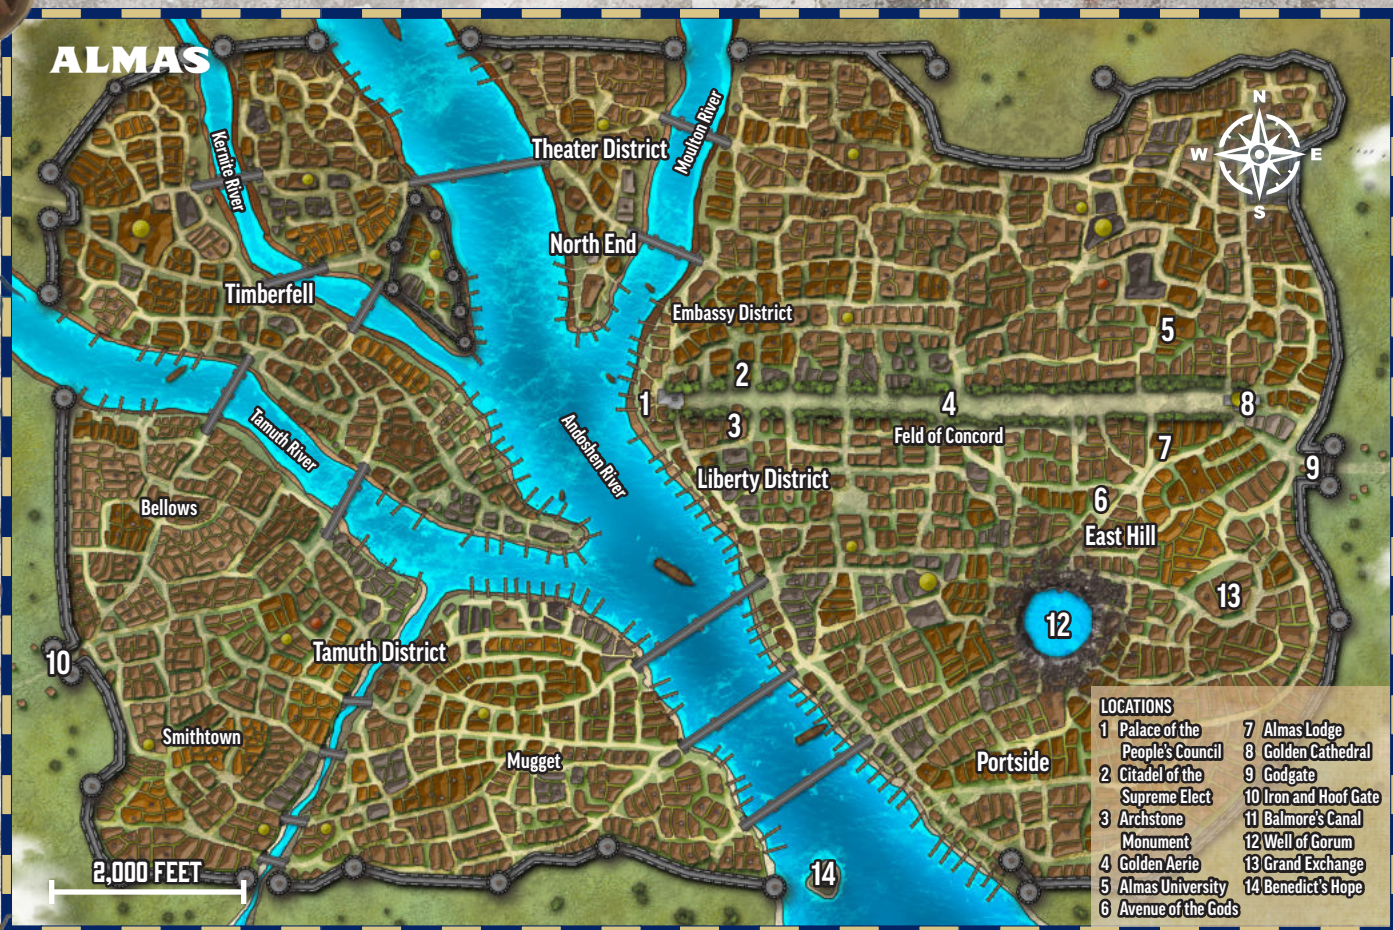 ALMAS
N
W
E
S
Kernite River
Theater District
Moulton River
North End
Timberfell
Embassy District
5
2
1
4
8
3
Feld of Concord
7
9
Tamuth River
Andoshen River
Liberty District
6
Bellows
East Hill
13
12
10
Tamuth District
Smithtown
Mugget
Portside
2,000 FEET
14
LOCATIONS
1 Palace of the
People's Council
2 Citadel of the
Supreme Elect
3 Archstone
Monument
4 Golden Aerie
5 Almas University
6 Avenue of the Gods
7 Almas Lodge
8 Golden Cathedral
9 Godgate
10 Iron and Hoof Gate
11 Balmore's Canal
12 Well of Gorum
13 Grand Exchange
14 Benedict's Hope